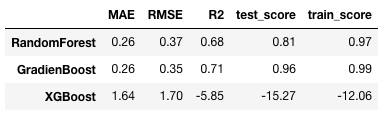 MAE RMSE R2 test_score train_score
RandomForest 0.26 0.37 0.68 0.81 0.97
GradienBoost 0.26 0.35 0.71 0.96 0.99
XGBoost 1.64 1.70 -5.85 -15.27 -12.06